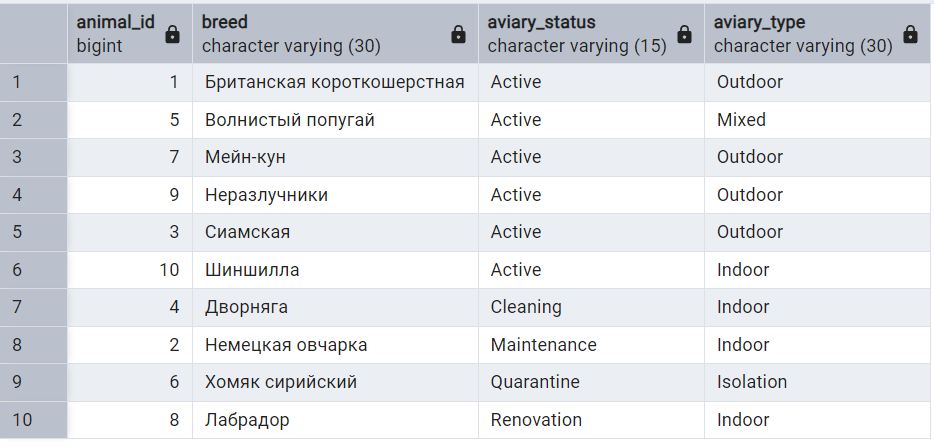 animal_id breed aviary_status aviary_type
bigint character varying (30) character varying (15) character varying (30)
1 1 Британская короткошерстная Active Outdoor
2 5 Волнистый попугай Active Mixed
3 7 Мейн-кун Active Outdoor
4 9 Неразлучники Active Outdoor
5 3 Сиамская Active Outdoor
6 10 Шиншилла Active Indoor
7 4 Дворняга Cleaning Indoor
8 2 Немецкая овчарка Maintenance Indoor
9 6 Хомяк сирийский Quarantine Isolation
10 8 Лабрадор Renovation Indoor